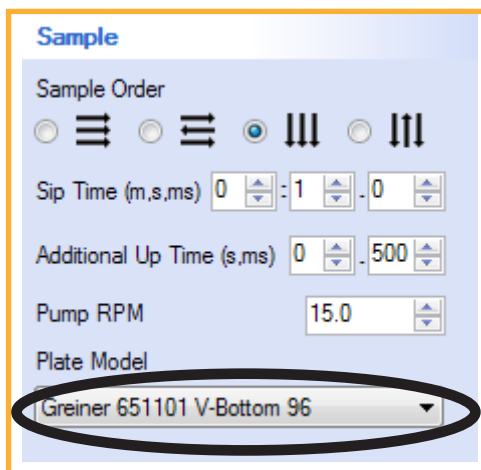 Sample
Sample Order
Sip Time (m,s,ms) 0 : 1 . 0
Additional Up Time (s,ms) 0 . 500
Pump RPM 15.0
Plate Model
Greiner 651101 V-Bottom 96